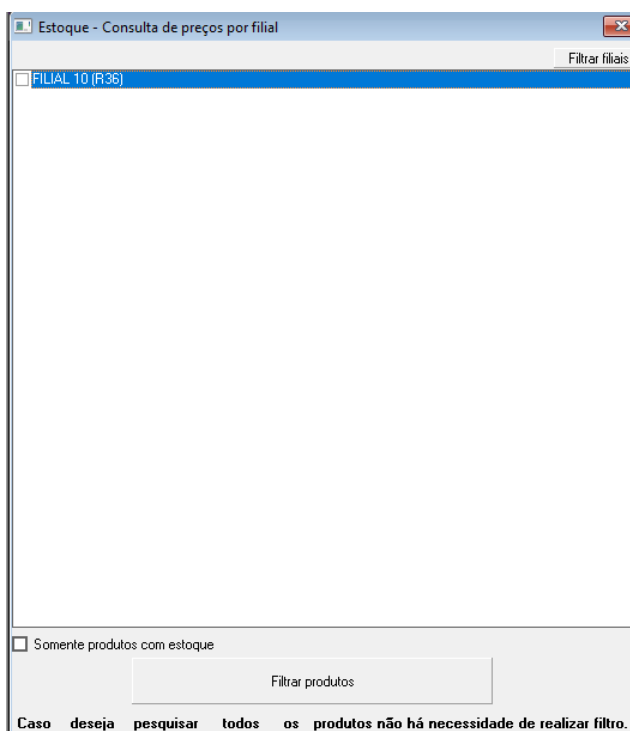 Estoque - Consulta de preços por filial
Filtrar filiais
FILIAL 10 (R36)
Somente produtos com estoque
Filtrar produtos
Caso deseja pesquisar todos os produtos não há necessidade de realizar filtro.